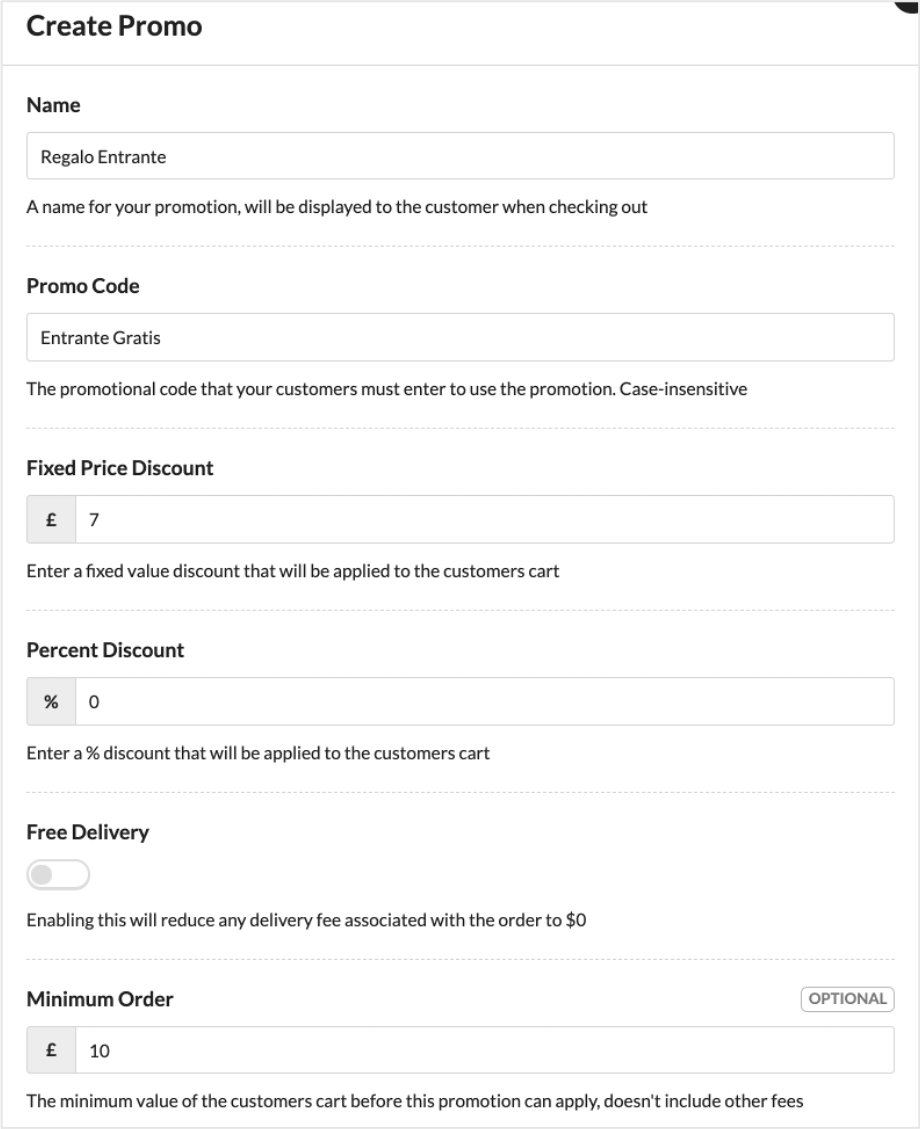 Create Promo
Name
Regalo Entrante
A name for your promotion, will be displayed to the customer when checking out
Promo Code
Entrante Gratis
The promotional code that your customers must enter to use the promotion. Case-insensitive
Fixed Price Discount
£ 7
Enter a fixed value discount that will be applied to the customers cart
Percent Discount
% 0
Enter a % discount that will be applied to the customers cart
Free Delivery
Enabling this will reduce any delivery fee associated with the order to $0
Minimum Order OPTIONAL
£ 10
The minimum value of the customers cart before this promotion can apply, doesn't include other fees